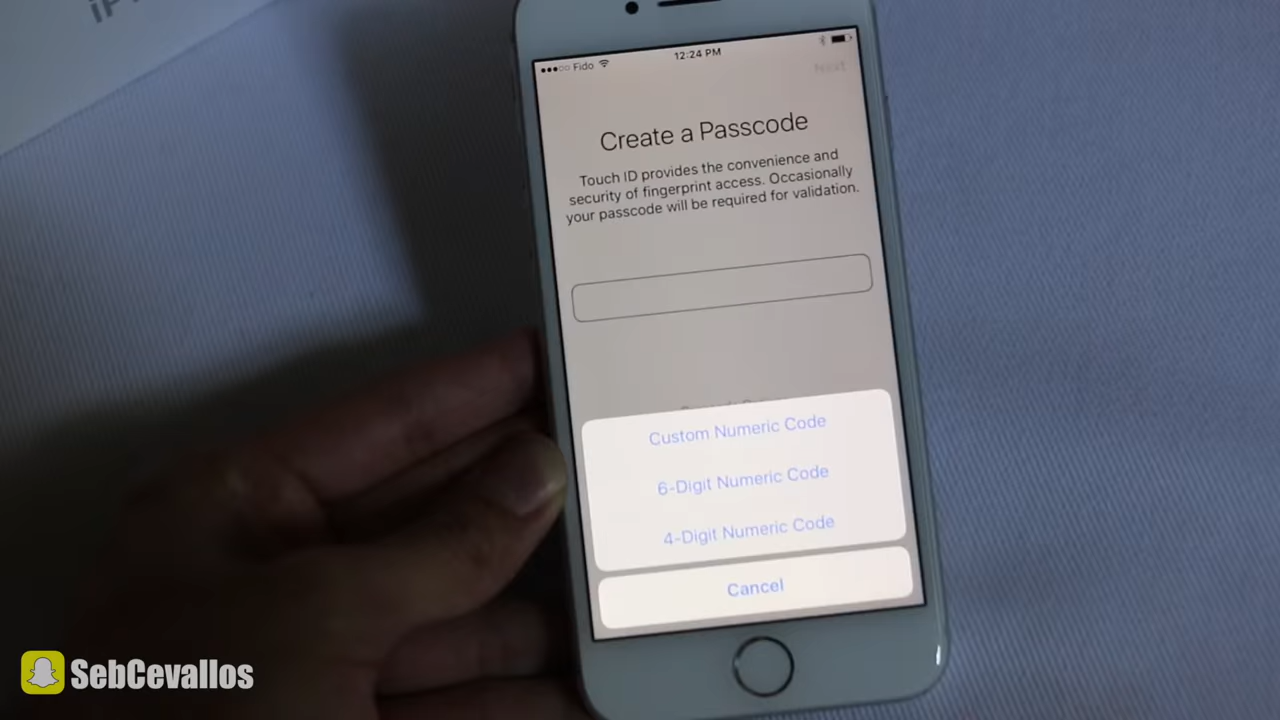 12:24 PM
Fido
Next
Create a Passcode
Touch ID provides the convenience and
security of fingerprint access. Occasionally
your passcode will be required for validation.
Custom Numeric Code
6-Digit Numeric Code
4-Digit Numeric Code
Cancel
SebCevallos